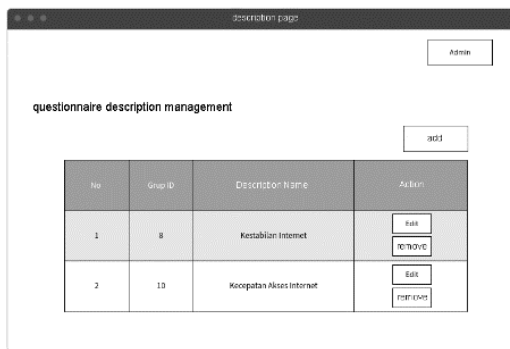 description page
Admin
questionnaire description management
add
No Grup ID Description Name Action
1 8 Kestabilan Internet Edit
remove
2 10 Kecepatan Akses Internet Edit
remove